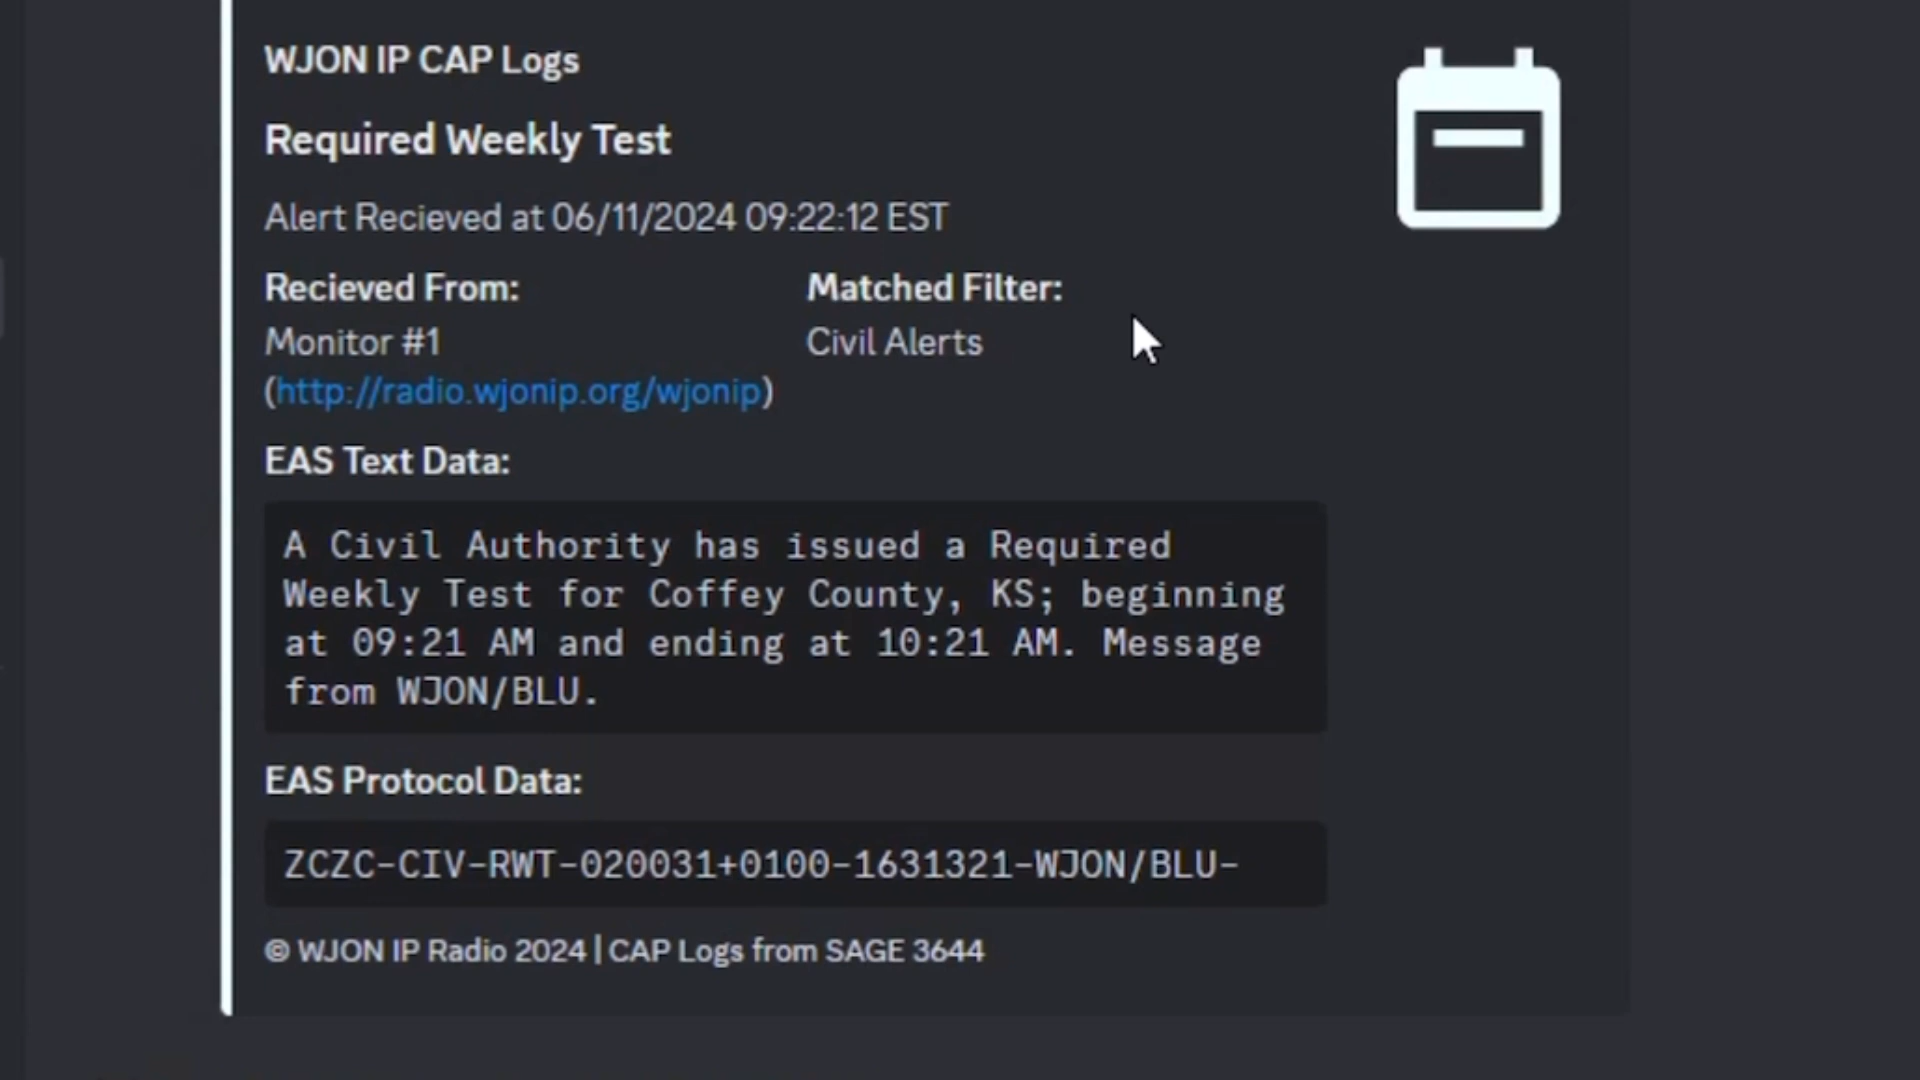 WJON IP CAP Logs
Required Weekly Test
Alert Recieved at 06/11/2024 09:22:12 EST
Recieved From:
Monitor #1
(http://radio.wjonip.org/wjonip)
Matched Filter:
Civil Alerts
EAS Text Data:
A Civil Authority has issued a Required
Weekly Test for Coffey County, KS; beginning
at 09:21 AM and ending at 10:21 AM. Message
from WJON/BLU.
EAS Protocol Data:
ZCZC-CIV-RWT-020031+0100-1631321-WJON/BLU-
© WJON IP Radio 2024 | CAP Logs from SAGE 3644